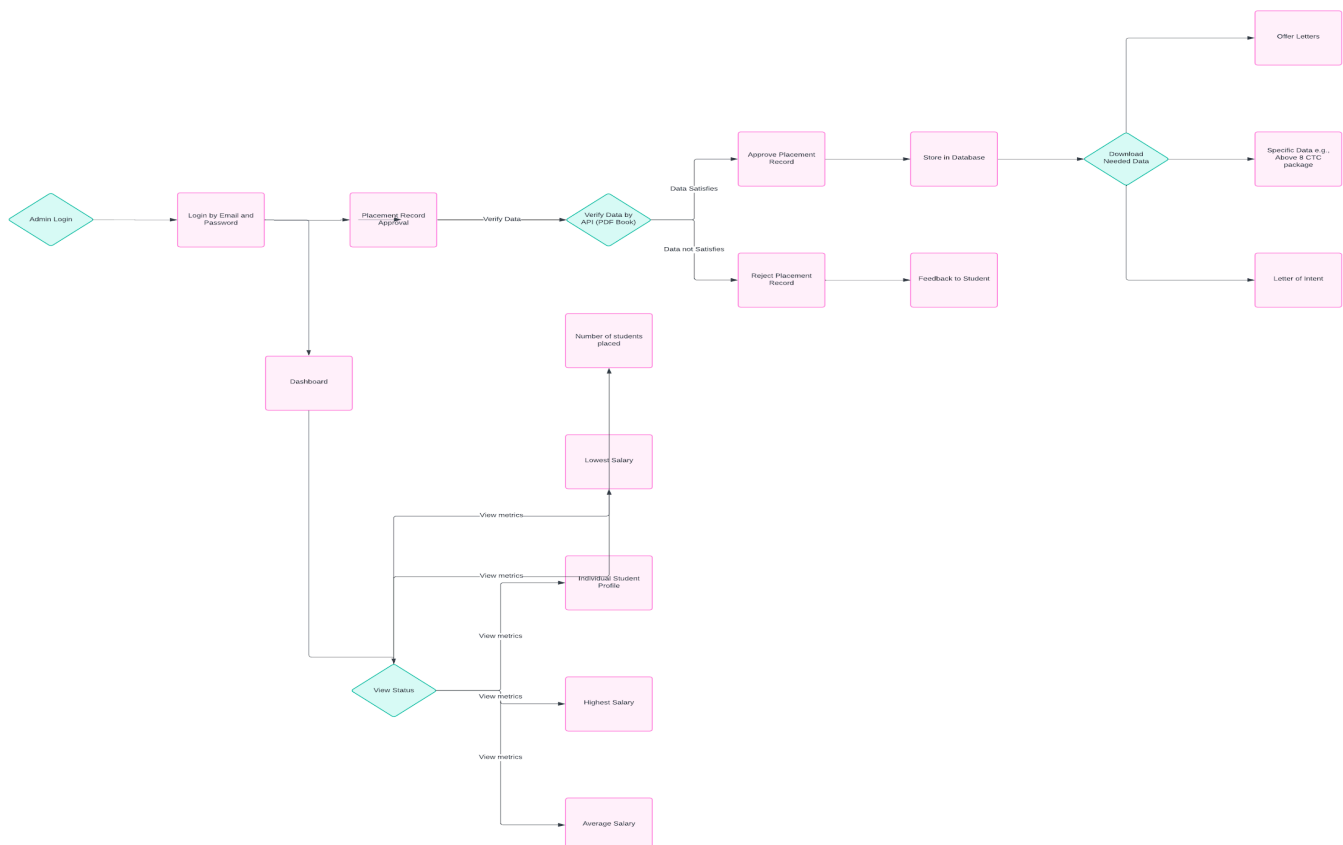 Offer Letters
Approve Placement
Record
Store in Database
Download
Needed Data
Specific Data e.g.,
Above 8 CTC
package
Data Satisfies
Admin Login
Login by Email and
Password
Placement Record
Approval
Verify Data
Verify Data by
API (PDF Book)
Data not Satisfies
Reject Placement
Record
Feedback to Student
Letter of Intent
Number of students
placed
Dashboard
Lowest Salary
View metrics
View metrics
Individual Student
Profile
View metrics
View Status
View metrics
Highest Salary
View metrics
Average Salary